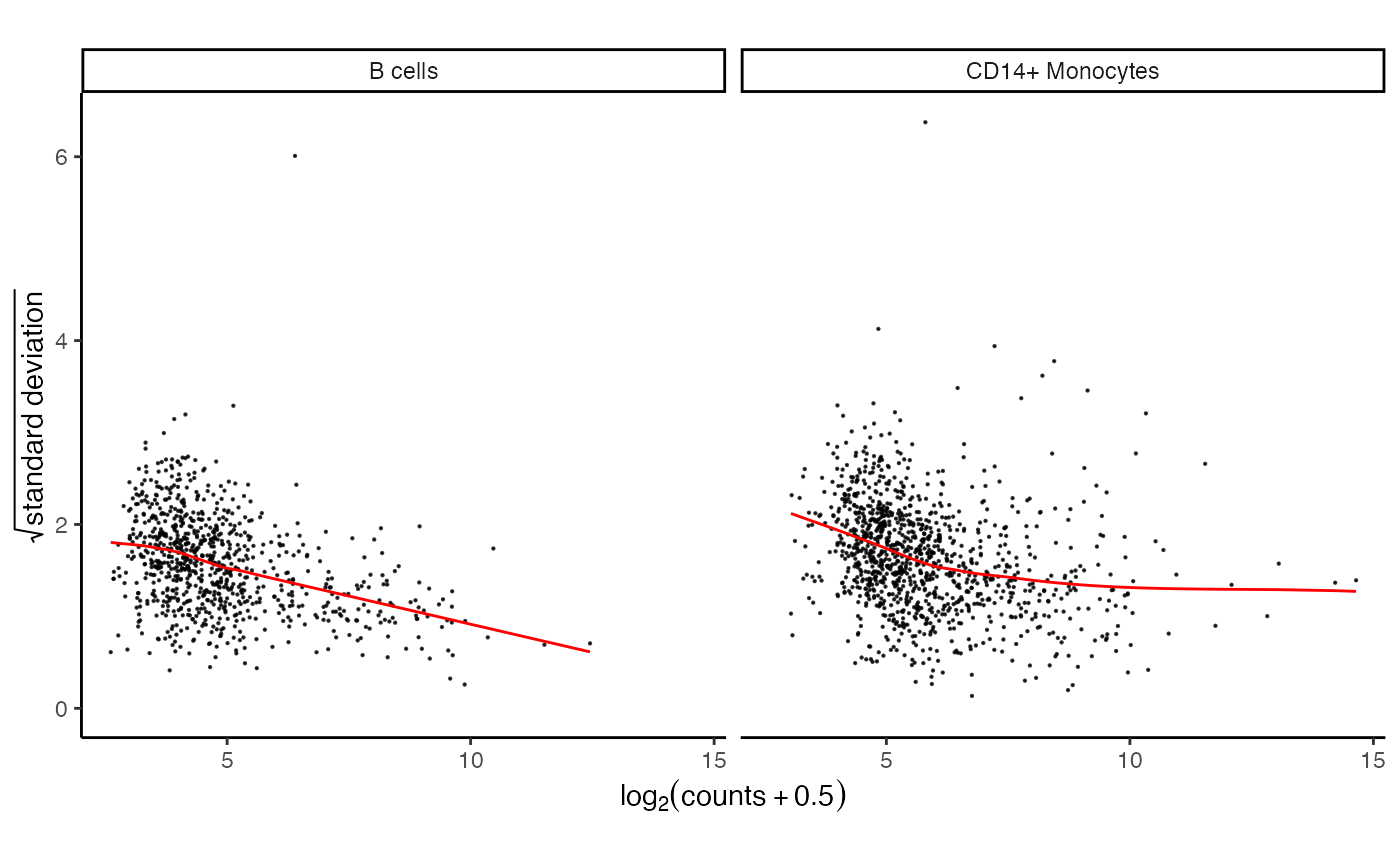 B cells
CD14+ Monocytes
6
4
2
0
√standard deviation
5
10
15
5
10
15
log₂(counts + 0.5)